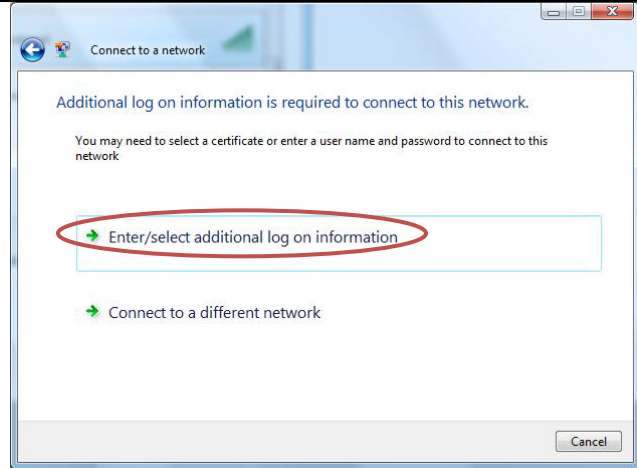 Connect to a network
Additional log on information is required to connect to this network.
You may need to select a certificate or enter a user name and password to connect to this
network
Enter/select additional log on information
Connect to a different network
Cancel